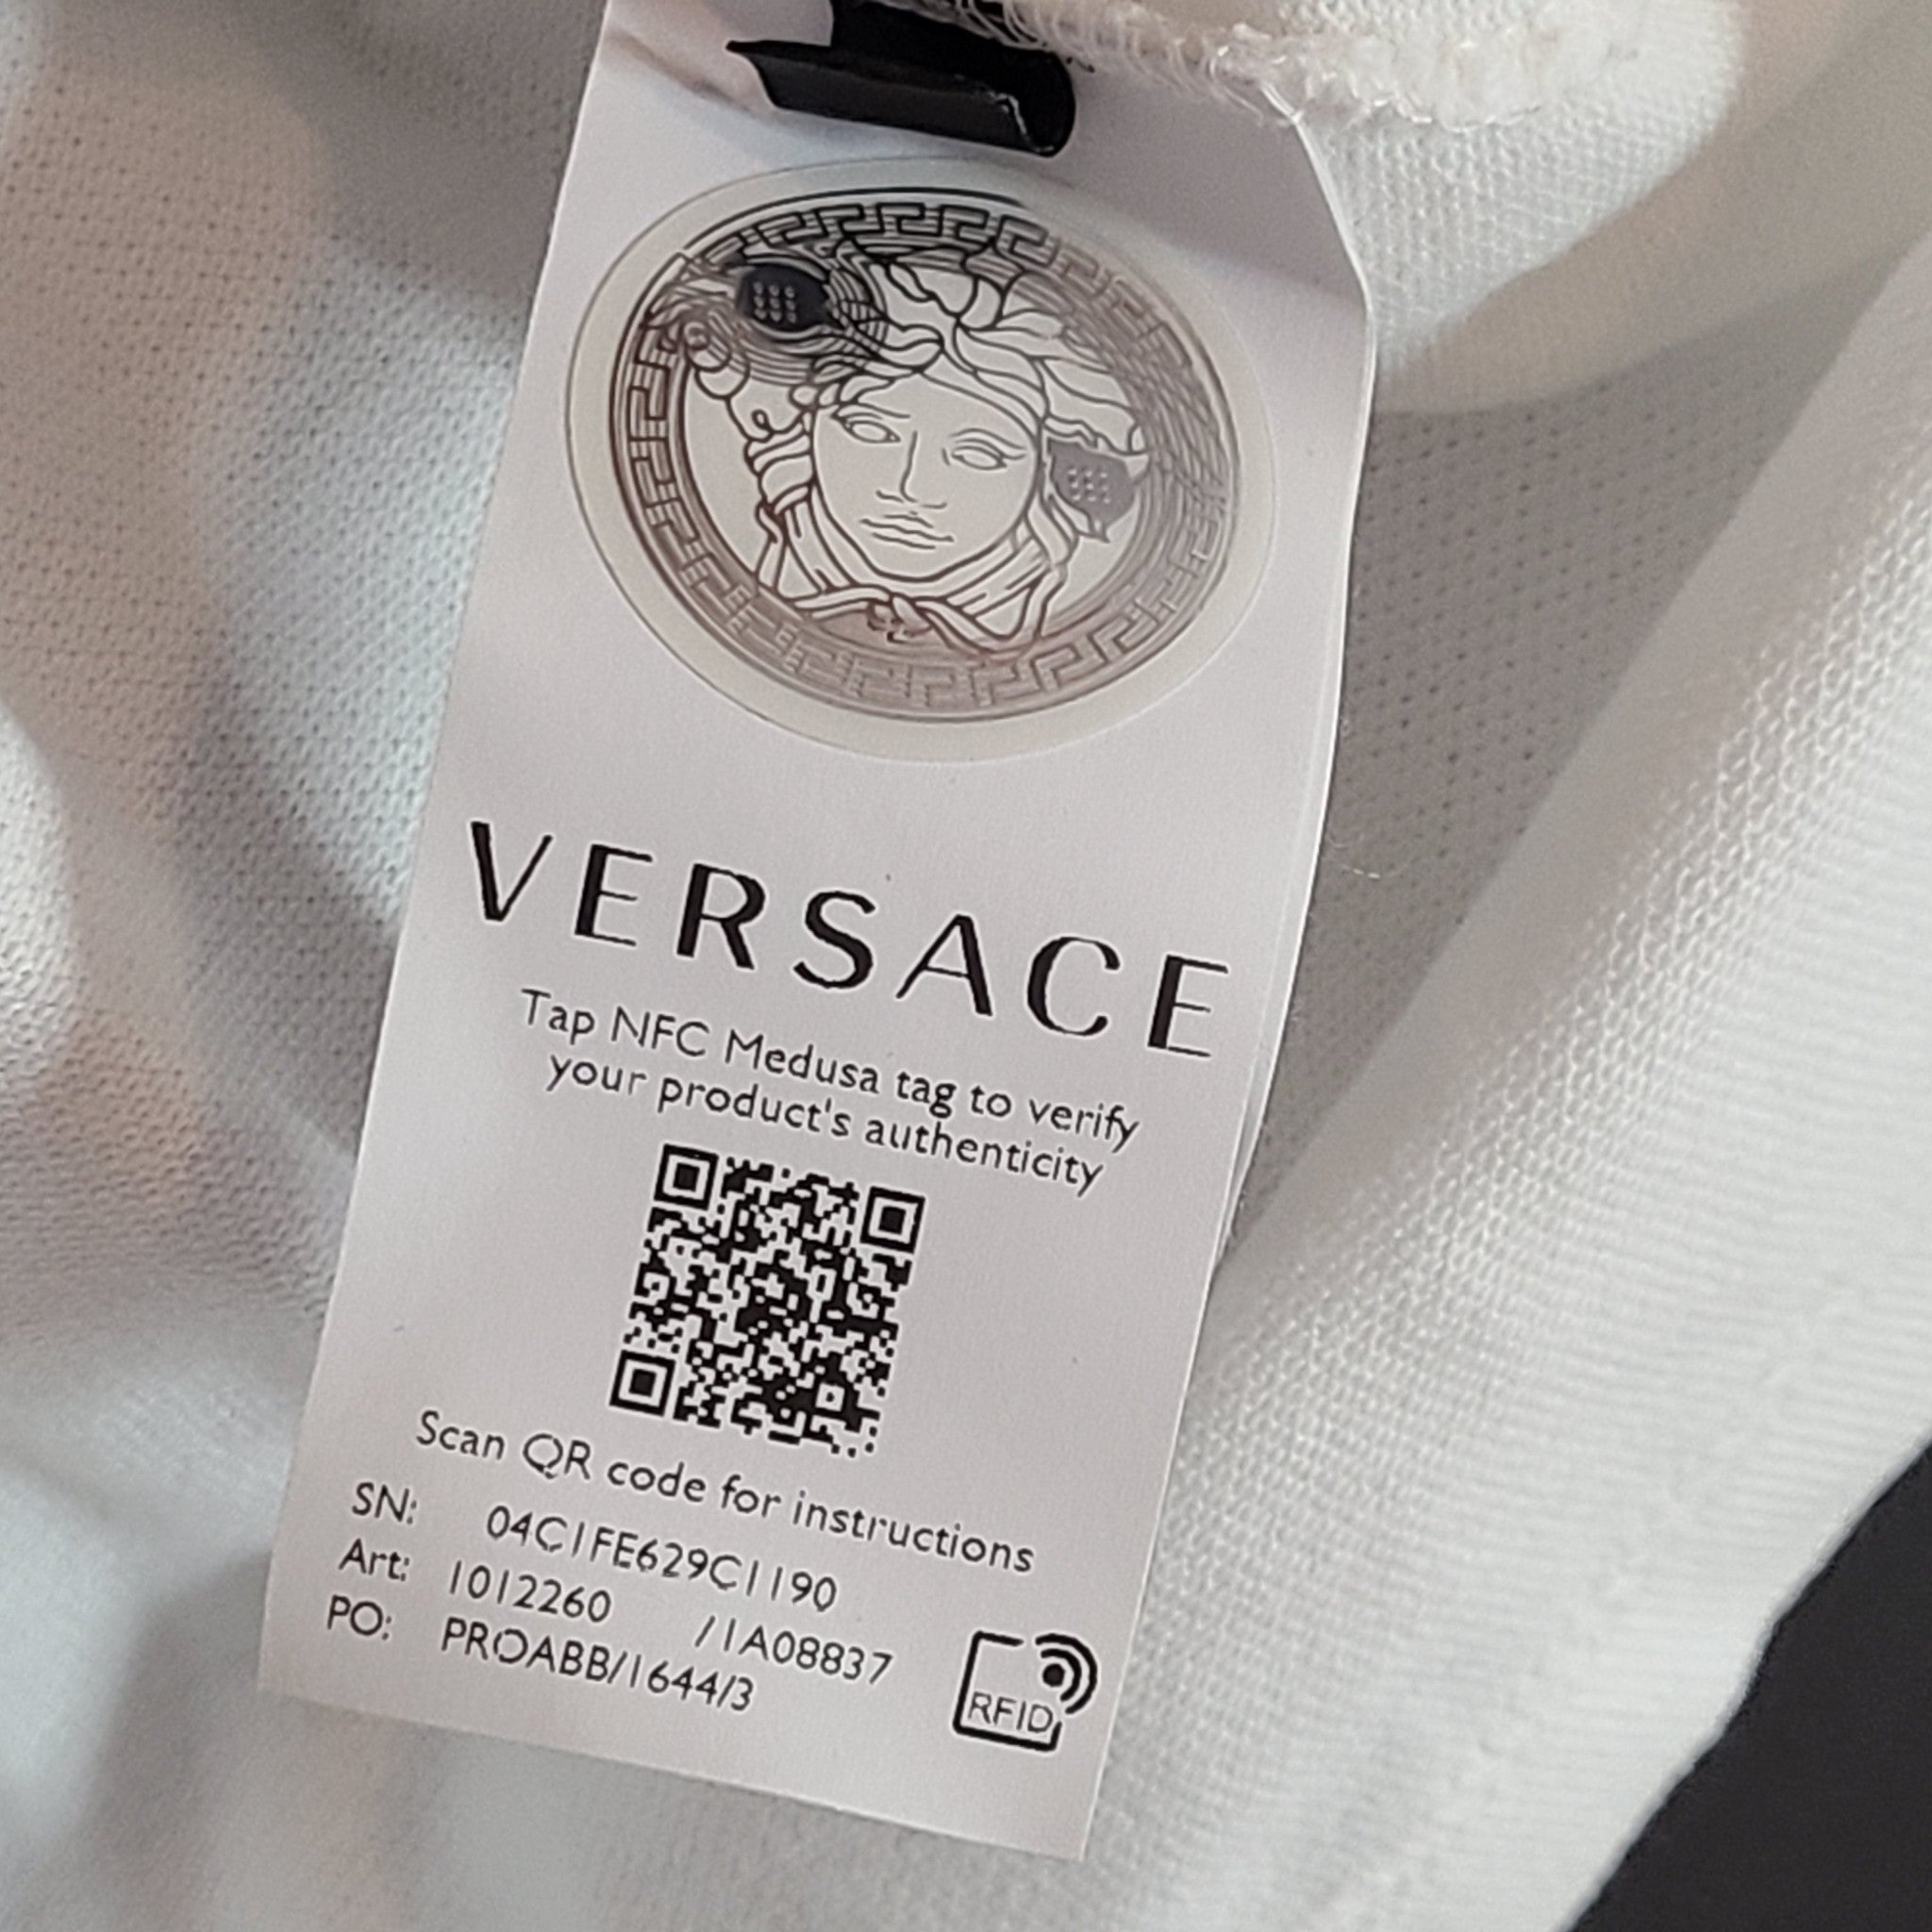 VERSACE
Tap NFC Medusa tag to verify
your product's authenticity
Scan QR code for instructions
SN: 04C1FE629C1190
Art: 1012260 /1A08837
PO: PROABB/1644/3
RFID